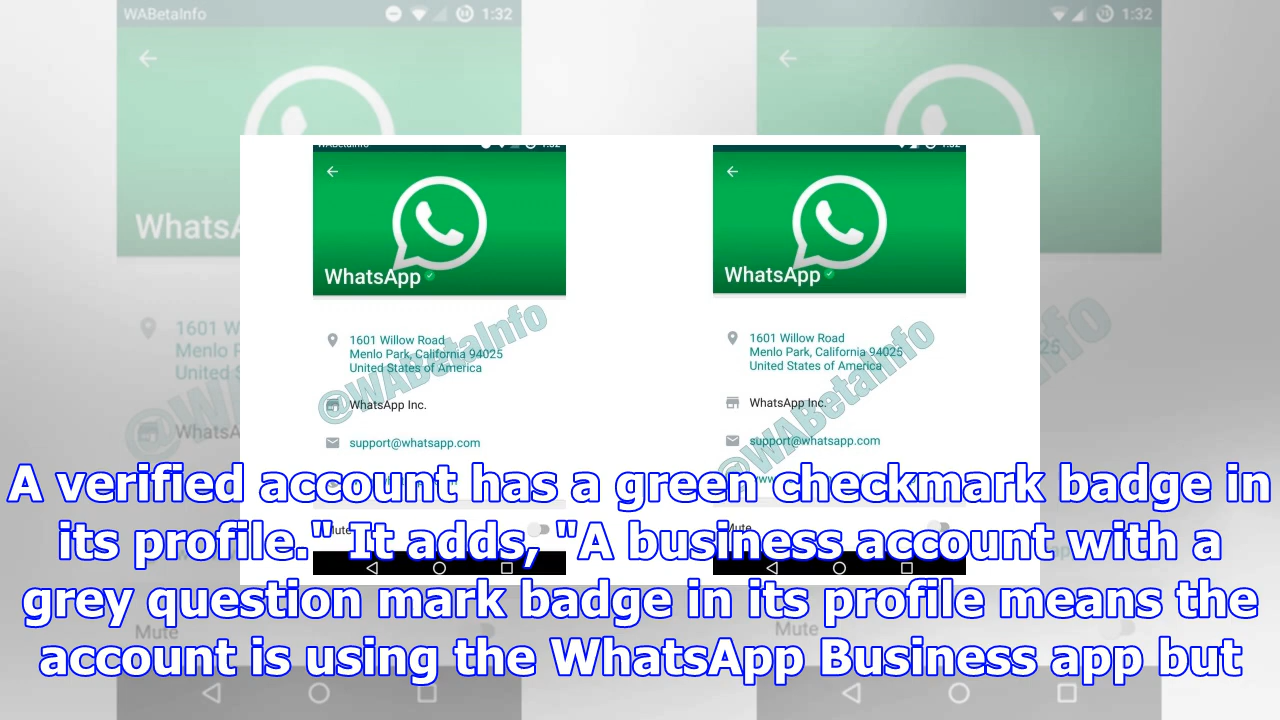 WABetaInfo 1:32
1:32
WhatsApp
WhatsApp
1601 Willow Road
Menlo Park, California 94025
United States of America
WhatsApp Inc.
support@whatsapp.com
Mute
1601 Willow Road
Menlo Park, California 94025
United States of America
WhatsApp Inc.
support@whatsapp.com
Mute
@WABetaInfo
@WABetaInfo
A verified account has a green checkmark badge in
its profile." It adds, "A business account with a
grey question mark badge in its profile means the
account is using the WhatsApp Business app but
Mute
Mute